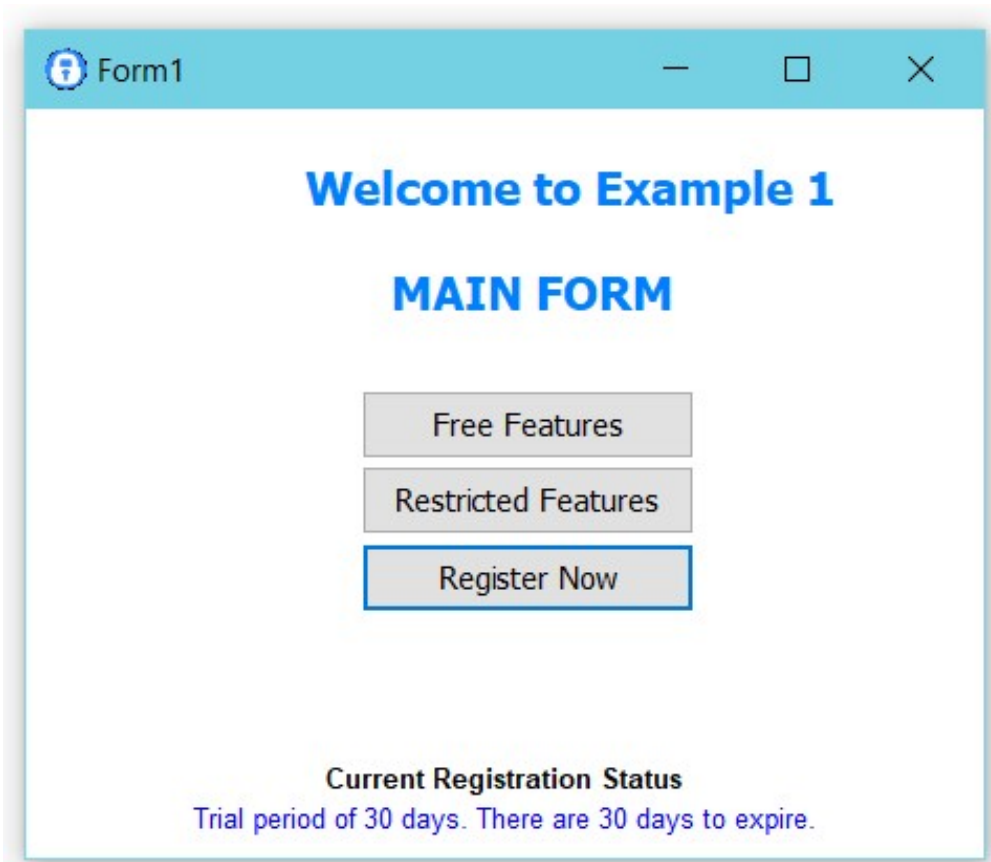 Form1
Welcome to Example 1
MAIN FORM
Free Features
Restricted Features
Register Now
Current Registration Status
Trial period of 30 days. There are 30 days to expire.